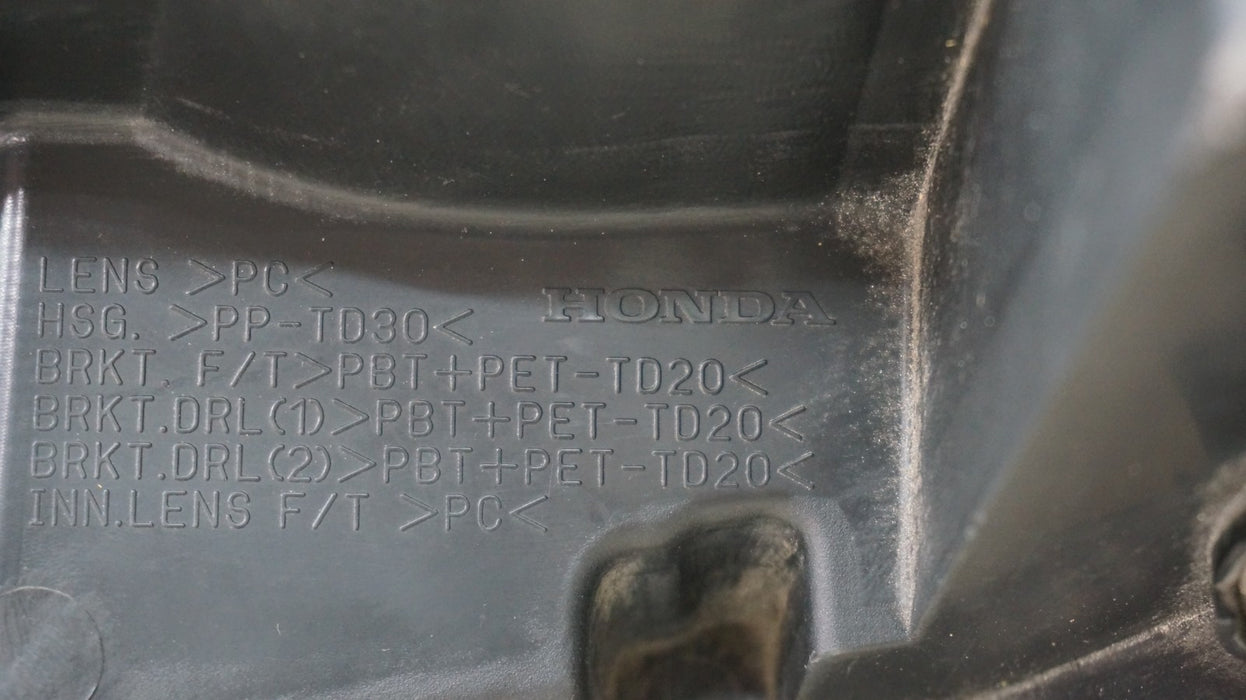 LENS >PC<
HONDA
HSG. >PP-TD30<
BRKT. F/T>PBT+PET-TD20<
BRKT.DRL(1)>PBT+PET-TD20<
BRKT.DRL(2)>PBT+PET-TD20<
INN.LENS F/T >PC<